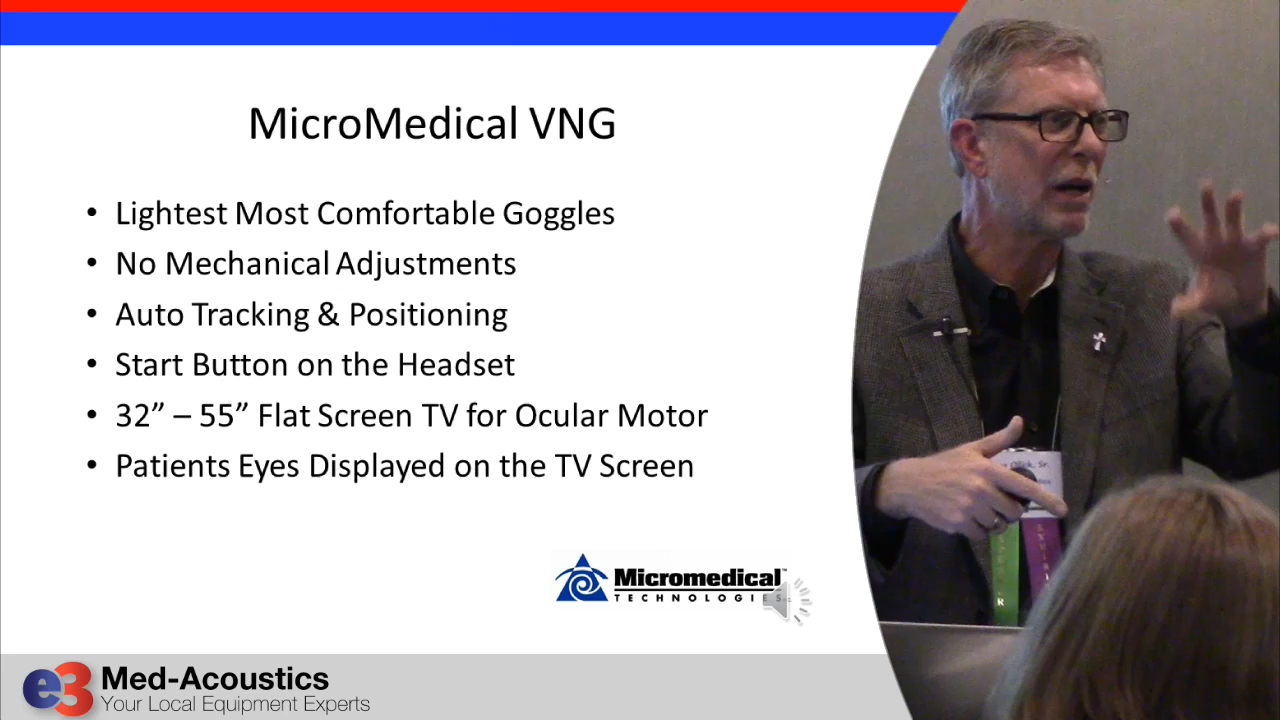 MicroMedical VNG
• Lightest Most Comfortable Goggles
• No Mechanical Adjustments
• Auto Tracking & Positioning
• Start Button on the Headset
• 32” – 55” Flat Screen TV for Ocular Motor
• Patients Eyes Displayed on the TV Screen
Micromedical™
TECHNOLOGIES
e3 Med-Acoustics
Your Local Equipment Experts
Sr.